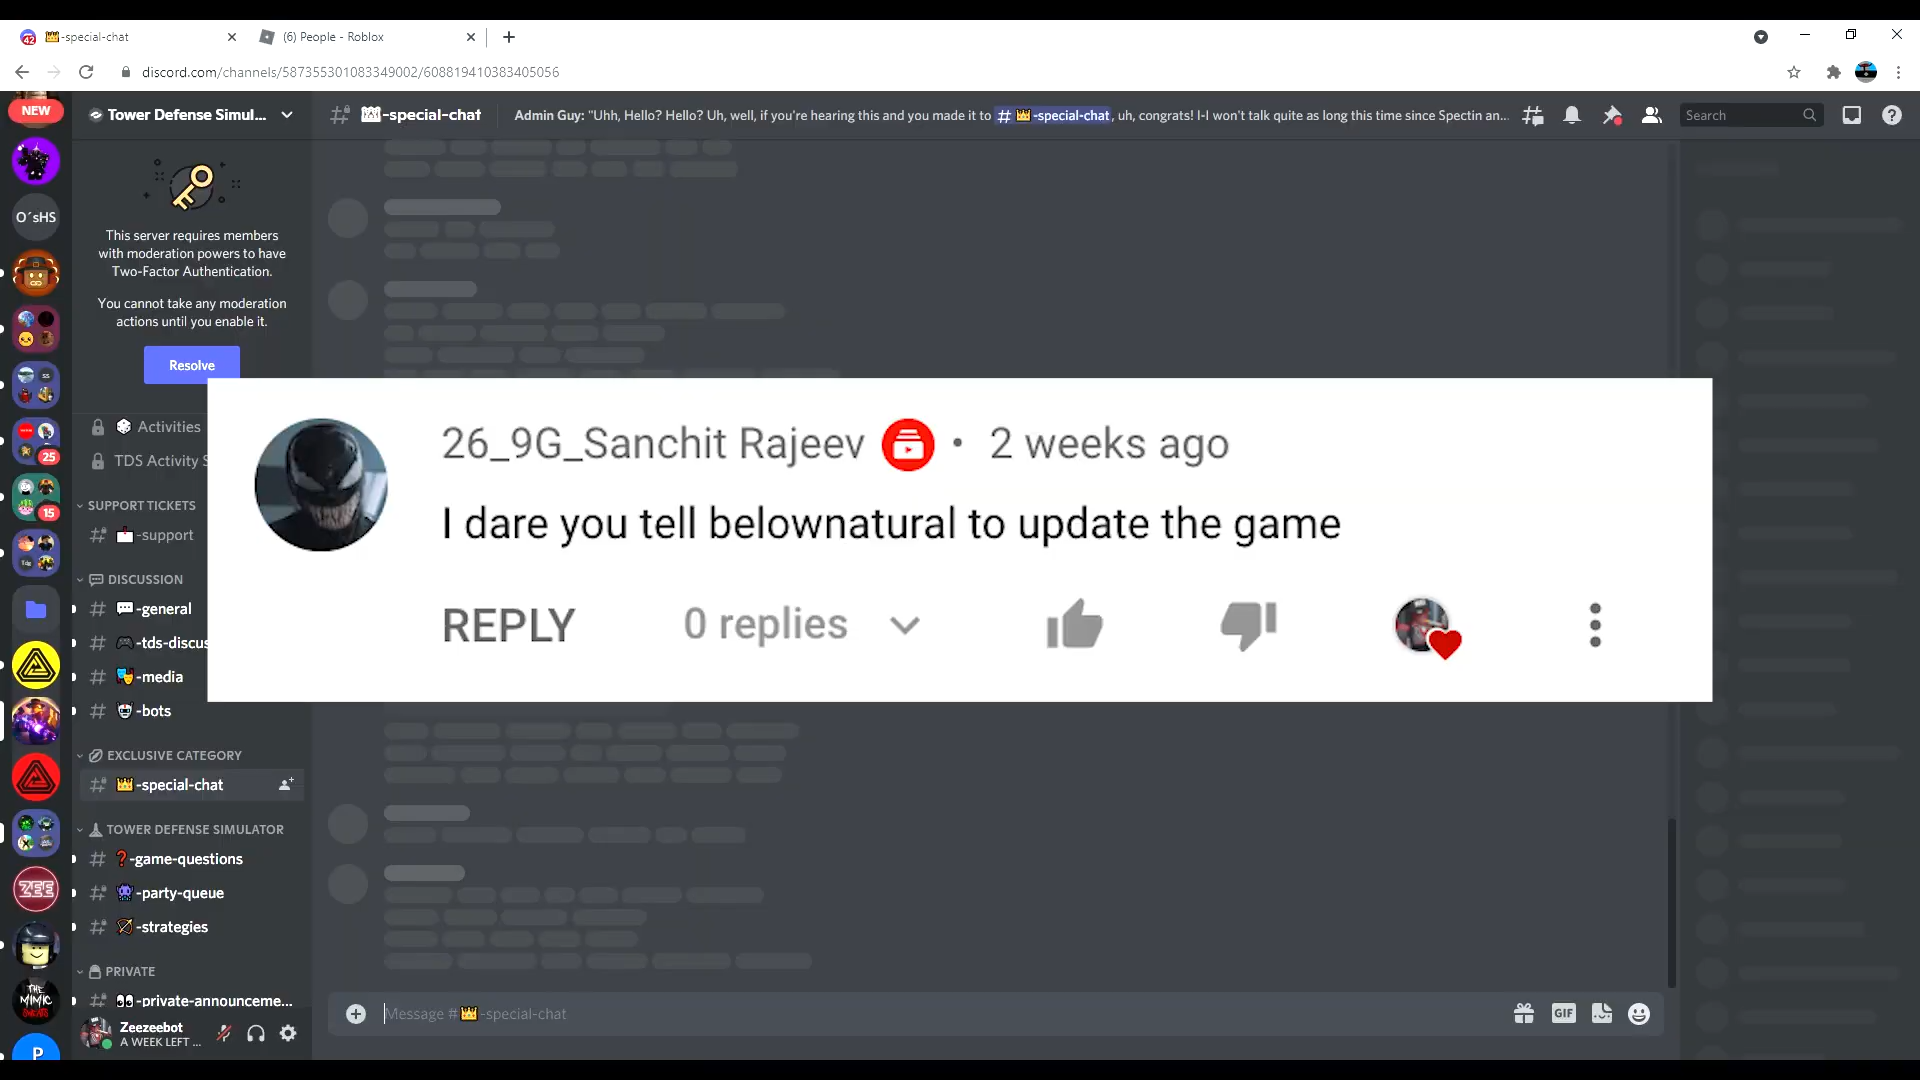 -special-chat
(6) People - Roblox
discord.com/channels/587355301083349002/608819410383405056
NEW
Tower Defense Simul...
-special-chat
Admin Guy: "Uhh, Hello? Hello? Uh, well, if you're hearing this and you made it to # -special-chat, uh, congrats! I-I won't talk quite as long this time since Spectin an...
Search
O´sHS
This server requires members
with moderation powers to have
Two-Factor Authentication.
You cannot take any moderation
actions until you enable it.
Resolve
Activities
TDS Activity S
SUPPORT TICKETS
-support
DISCUSSION
-general
-tds-discus
-media
-bots
EXCLUSIVE CATEGORY
-special-chat
TOWER DEFENSE SIMULATOR
-game-questions
-party-queue
-strategies
PRIVATE
-private-announceme...
25
15
ZEE
THE
MIMIC
P
Zeezeebot
A WEEK LEFT ...
26_9G_Sanchit Rajeev • 2 weeks ago
I dare you tell belownatural to update the game
REPLY
0 replies
Message # -special-chat
GIF